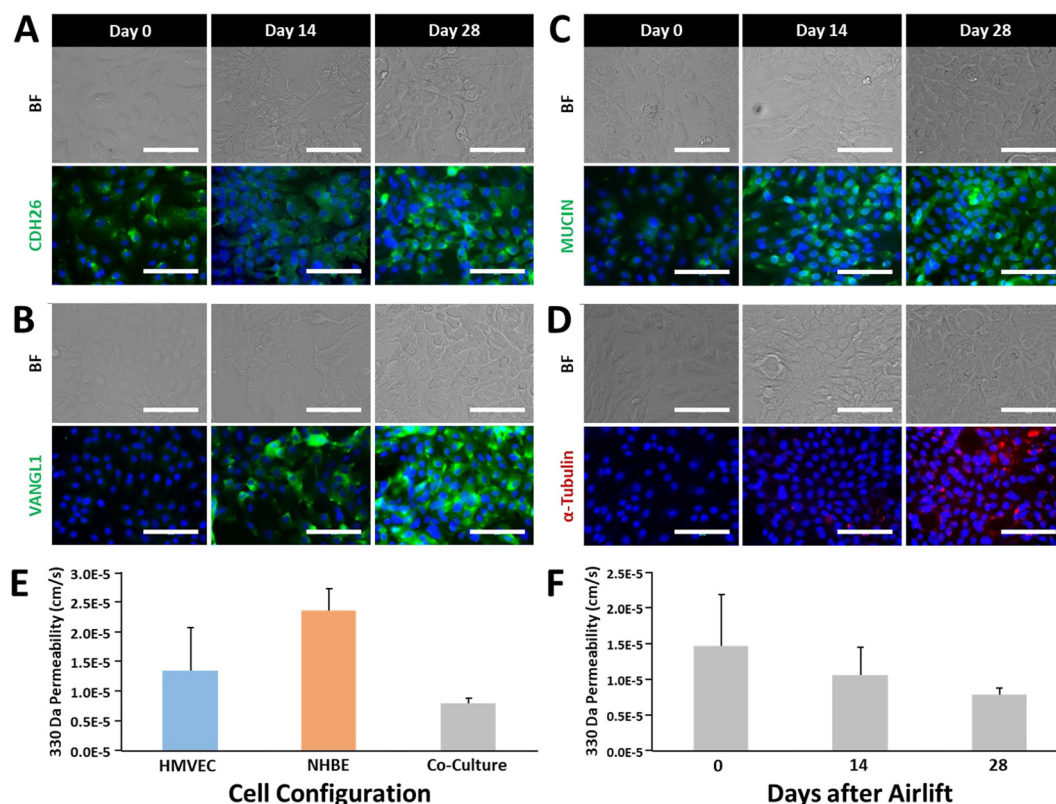 A
Day 0
Day 14
Day 28
BF
CDH26
C
Day 0
Day 14
Day 28
BF
MUCIN
B
BF
VANGL1
D
BF
α-Tubulin
E
330 Da Permeability (cm/s)
3.0E-5
2.5E-5
2.0E-5
1.5E-5
1.0E-5
0.5E-5
0.0E-5
HMVEC
NHBE
Co-Culture
Cell Configuration
F
330 Da Permeability (cm/s)
2.5E-5
2.0E-5
1.5E-5
1.0E-5
0.5E-5
0.0E-5
0
14
28
Days after Airlift